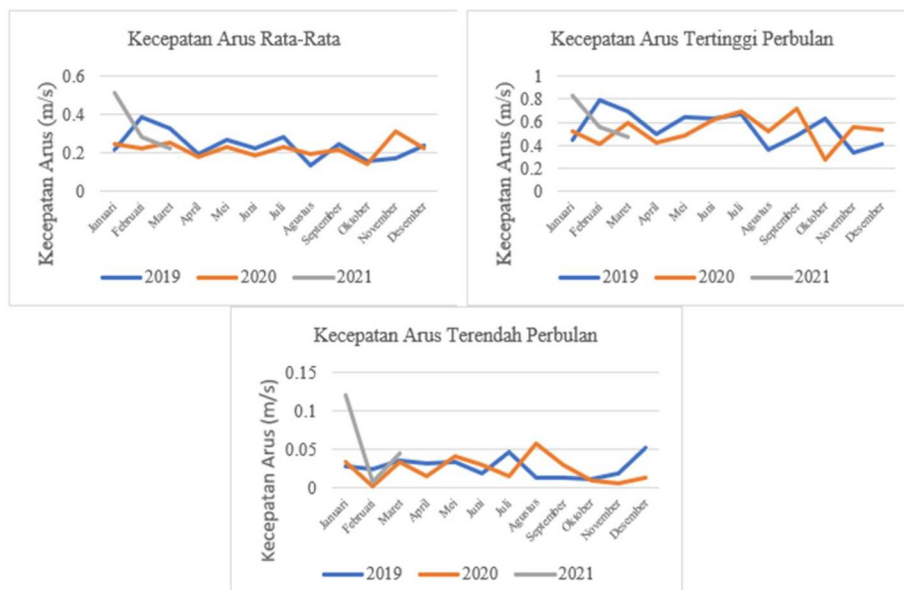 Kecepatan Arus Rata-Rata
Kecepatan Arus (m/s)
0.6
0.4
0.2
0
Januari
Februari
Maret
April
Mei
Juni
Juli
Agustus
September
Oktober
November
Desember
2019 2020 2021
Kecepatan Arus Tertinggi Perbulan
Kecepatan Arus (m/s)
1
0.8
0.6
0.4
0.2
0
Januari
Februari
Maret
April
Mei
Juni
Juli
Agustus
September
Oktober
November
Desember
2019 2020 2021
Kecepatan Arus Terendah Perbulan
Kecepatan Arus (m/s)
0.15
0.1
0.05
0
Januari
Februari
Maret
April
Mei
Juni
Juli
Agustus
September
Oktober
November
Desember
2019 2020 2021